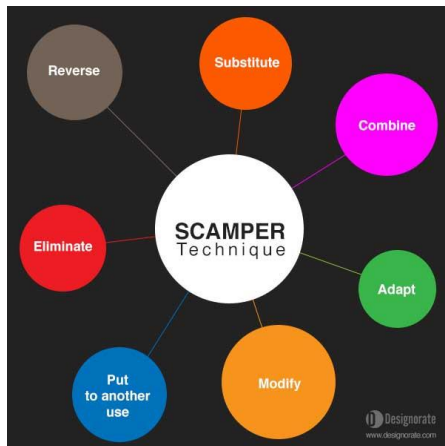 Reverse
Substitute
Combine
SCAMPER
Technique
Eliminate
Adapt
Put
to another
use
Modify
Designorate
www.designorate.com